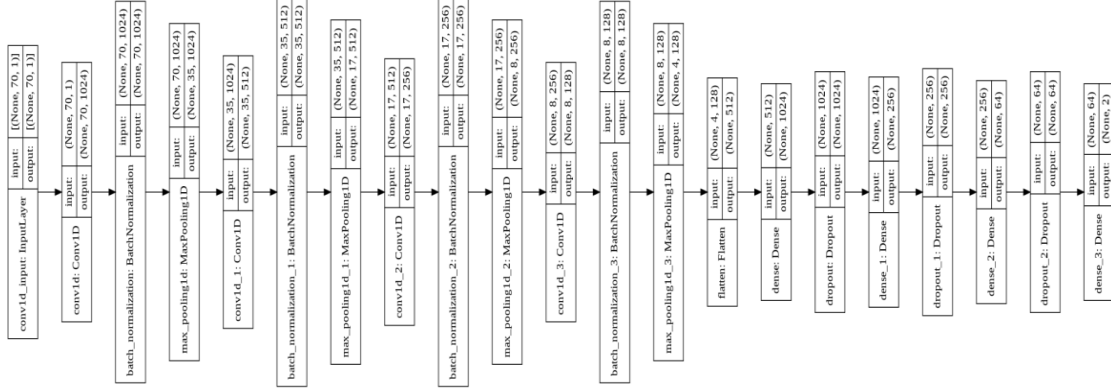 conv1d_input: InputLayer
input: [(None, 70, 1)]
output: [(None, 70, 1)]
conv1d: Conv1D
input: (None, 70, 1)
output: (None, 70, 1024)
batch_normalization: BatchNormalization
input: (None, 70, 1024)
output: (None, 70, 1024)
max_pooling1d: MaxPooling1D
input: (None, 70, 1024)
output: (None, 35, 1024)
conv1d_1: Conv1D
input: (None, 35, 1024)
output: (None, 35, 512)
batch_normalization_1: BatchNormalization
input: (None, 35, 512)
output: (None, 35, 512)
max_pooling1d_1: MaxPooling1D
input: (None, 35, 512)
output: (None, 17, 512)
conv1d_2: Conv1D
input: (None, 17, 512)
output: (None, 17, 256)
batch_normalization_2: BatchNormalization
input: (None, 17, 256)
output: (None, 17, 256)
max_pooling1d_2: MaxPooling1D
input: (None, 17, 256)
output: (None, 8, 256)
conv1d_3: Conv1D
input: (None, 8, 256)
output: (None, 8, 128)
batch_normalization_3: BatchNormalization
input: (None, 8, 128)
output: (None, 8, 128)
max_pooling1d_3: MaxPooling1D
input: (None, 8, 128)
output: (None, 4, 128)
flatten: Flatten
input: (None, 4, 128)
output: (None, 512)
dense: Dense
input: (None, 512)
output: (None, 1024)
dropout: Dropout
input: (None, 1024)
output: (None, 1024)
dense_1: Dense
input: (None, 1024)
output: (None, 256)
dropout_1: Dropout
input: (None, 256)
output: (None, 256)
dense_2: Dense
input: (None, 256)
output: (None, 64)
dropout_2: Dropout
input: (None, 64)
output: (None, 64)
dense_3: Dense
input: (None, 64)
output: (None, 2)